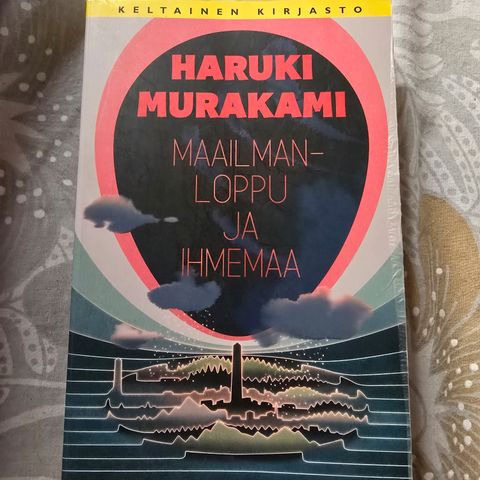 KELTAINEN KIRJASTO
HARUKI
MURAKAMI
MAAILMAN-
LOPPU
JA
IHMEMAA